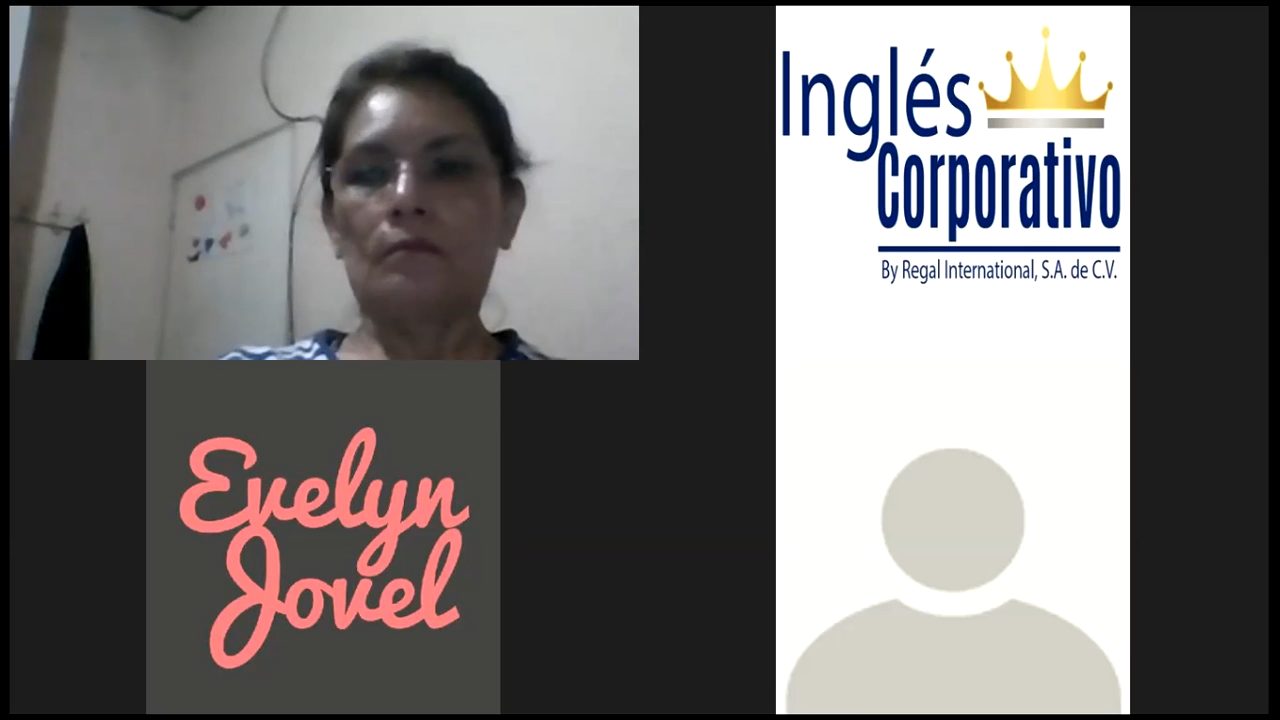 Inglés
Corporativo
By Regal International, S.A. de C.V.
Evelyn
Jovel